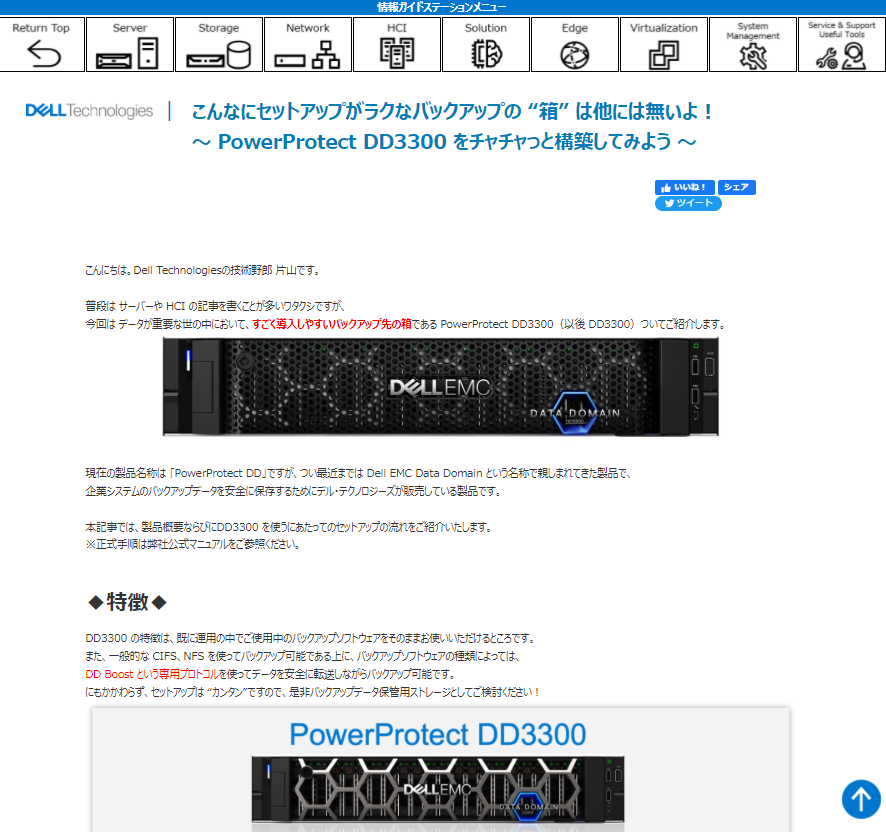 情報ガイドステーションメニュー
Return Top
Server
Storage
Network
HCI
Solution
Edge
Virtualization
System
Management
Service & Support
Useful Tools
DELLTechnologies
こんなにセットアップがラクなバックアップの “箱” は他には無いよ！
～ PowerProtect DD3300 をチャチャっと構築してみよう ～
いいね！
シェア
ツイート
こんにちは。Dell Technologiesの技術野郎 片山です。
普段は サーバーや HCI の記事を書くことが多いワタクシですが、
今回は データが重要な世の中において、すごく導入しやすいバックアップ先の箱である PowerProtect DD3300（以後 DD3300）ついてご紹介します。
DELLEMC
DATA DOMAIN
DD3300
現在の製品名称は「PowerProtect DD」ですが、つい最近までは Dell EMC Data Domain という名称で親しまれてきた製品で、
企業システムのバックアップデータを安全に保存するためにデル・テクノロジーズが販売している製品です。
本記事では、製品概要ならびにDD3300 を使うにあたってのセットアップの流れをご紹介いたします。
※正式手順は弊社公式マニュアルをご参照ください。
◆特徴◆
DD3300 の特徴は、既に運用の中でご使用中のバックアップソフトウェアをそのままお使いいただけるところです。
また、一般的な CIFS、NFS を使ってバックアップ可能である上に、バックアップソフトウェアの種類によっては、
DD Boost という専用プロトコルを使ってデータを安全に転送しながらバックアップ可能です。
にもかかわらず、セットアップは “カンタン”ですので、是非バックアップデータ保管用ストレージとしてご検討ください！
PowerProtect DD3300
DELLEMC
DATA DOMAIN